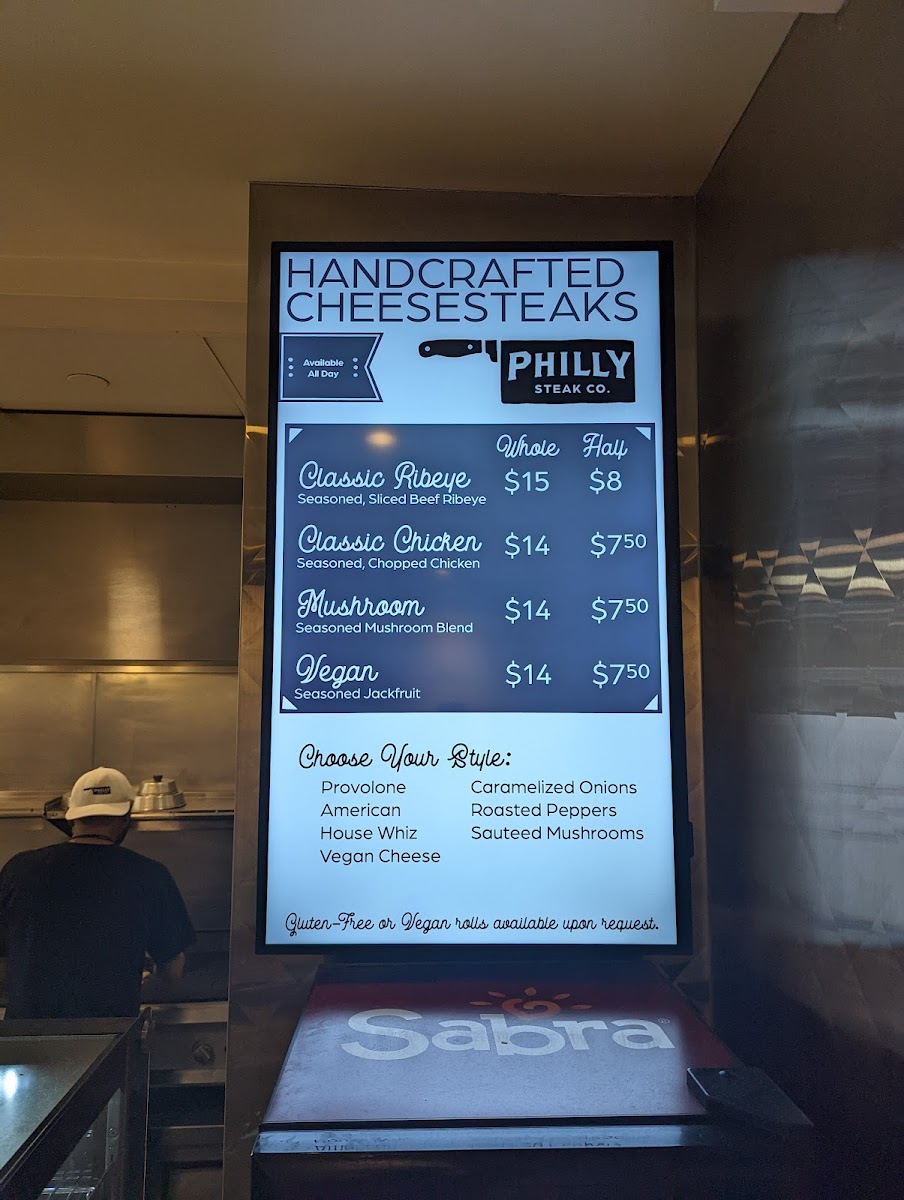 HANDCRAFTED
CHEESESTEAKS
Available
All Day
PHILLY
STEAK CO.
Whole Half
Classic Ribeye $15 $8
Seasoned, Sliced Beef Ribeye
Classic Chicken $14 $750
Seasoned, Chopped Chicken
Mushroom $14 $750
Seasoned Mushroom Blend
Vegan $14 $750
Seasoned Jackfruit
Choose Your Style:
Provolone Caramelized Onions
American Roasted Peppers
House Whiz Sauteed Mushrooms
Vegan Cheese
Gluten-Free or Vegan rolls available upon request.
Sabra®